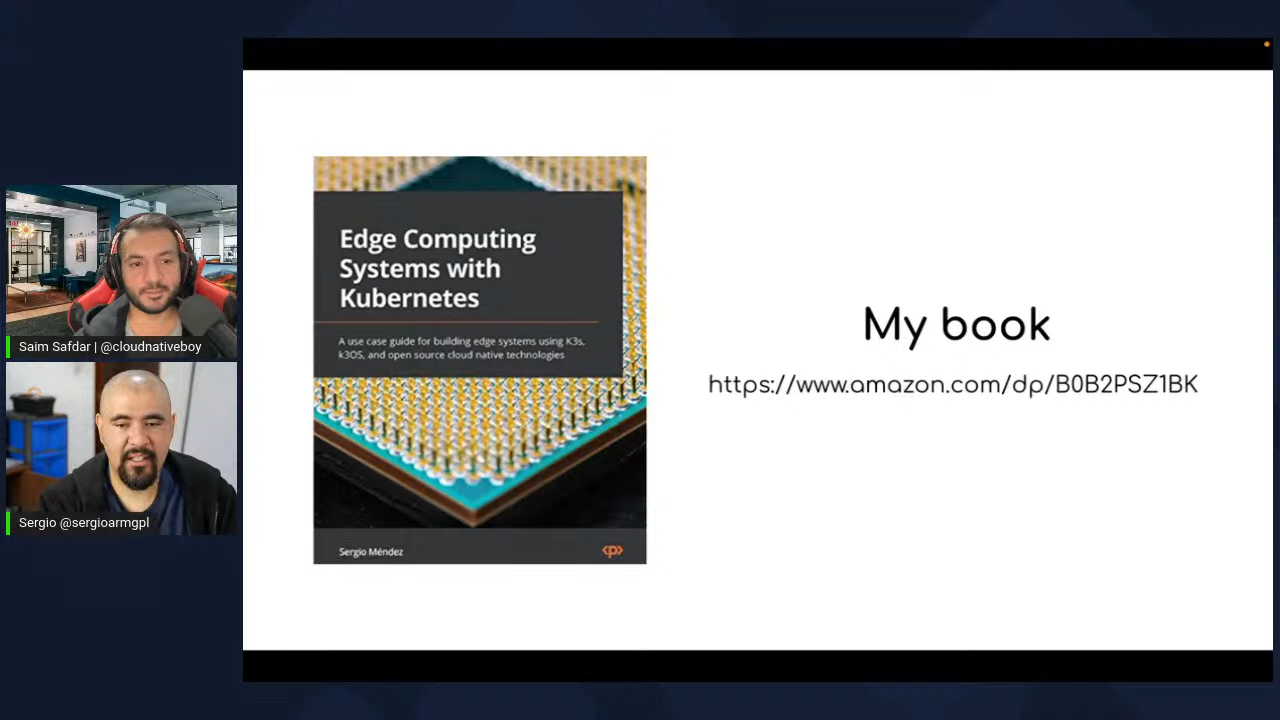 Saim Safdar | @cloudnativeboy
Sergio @sergioarmgpl
Edge Computing
Systems with
Kubernetes
A use case guide for building edge systems using K3s,
k3OS, and open source cloud native technologies
Sergio Méndez
<p>
My book
https://www.amazon.com/dp/B0B2PSZ1BK